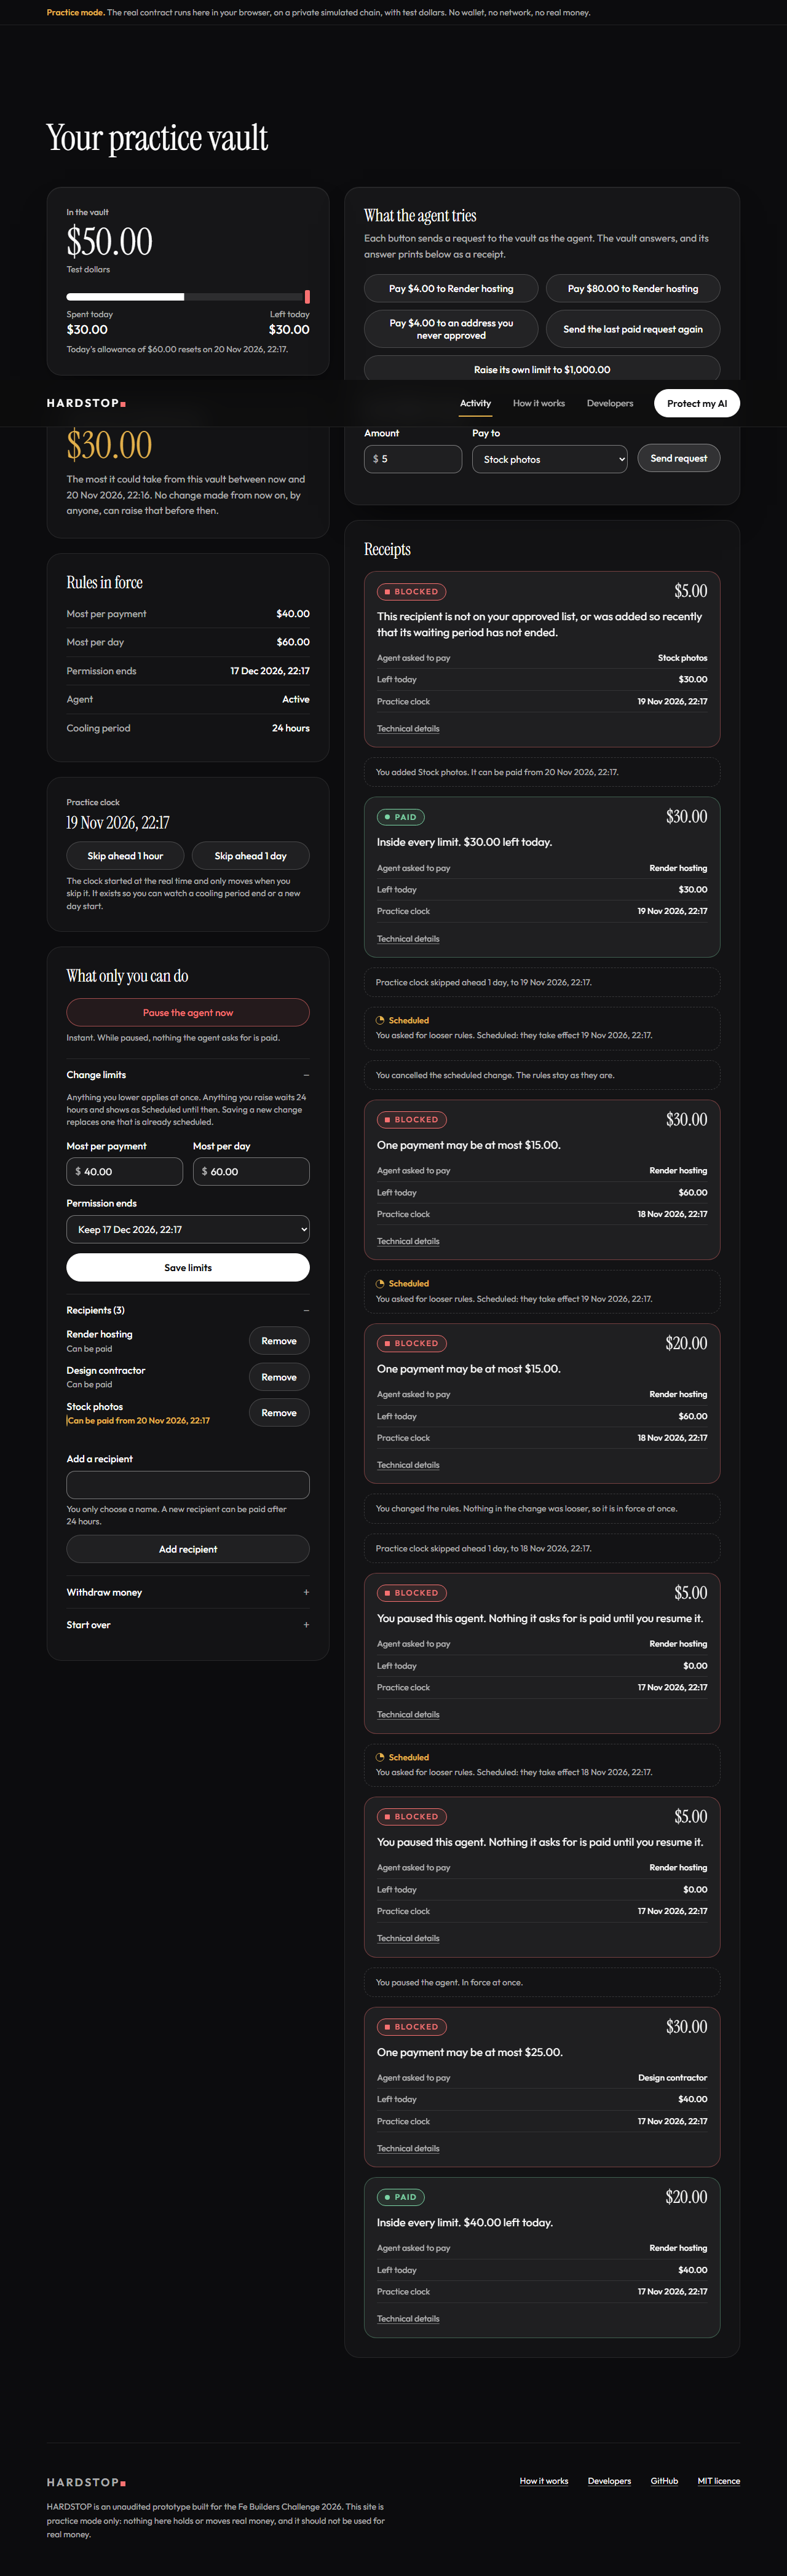 Practice mode. The real contract runs here in your browser, on a private simulated chain, with test dollars. No wallet, no network, no real money.
Your practice vault
In the vault
$50.00
Test dollars
Spent today
Left today
$30.00
$30.00
Today's allowance of $60.00 resets on 20 Nov 2026, 22:17.
What the agent tries
Each button sends a request to the vault as the agent. The vault answers, and its
answer prints below as a receipt.
Pay $4.00 to Render hosting
Pay $80.00 to Render hosting
Pay $4.00 to an address you
never approved
Send the last paid request again
Raise its own limit to $1,000.00
HARDSTOP
Activity
How it works
Developers
Protect my AI
$30.00
The most it could take from this vault between now and
20 Nov 2026, 22:16. No change made from now on, by
anyone, can raise that before then.
Amount
Pay to
$ 5
Stock photos
Send request
Rules in force
Most per payment
$40.00
Most per day
$60.00
Permission ends
17 Dec 2026, 22:17
Agent
Active
Cooling period
24 hours
Practice clock
19 Nov 2026, 22:17
Skip ahead 1 hour
Skip ahead 1 day
The clock started at the real time and only moves when you
skip it. It exists so you can watch a cooling period end or a new
day start.
What only you can do
Pause the agent now
Instant. While paused, nothing the agent asks for is paid.
Change limits
−
Anything you lower applies at once. Anything you raise waits 24
hours and shows as Scheduled until then. Saving a new change
replaces one that is already scheduled.
Most per payment
Most per day
$ 40.00
$ 60.00
Permission ends
Keep 17 Dec 2026, 22:17
Save limits
Recipients (3)
−
Render hosting
Can be paid
Remove
Design contractor
Can be paid
Remove
Stock photos
Can be paid from 20 Nov 2026, 22:17
Remove
Add a recipient
You only choose a name. A new recipient can be paid after
24 hours.
Add recipient
Withdraw money
+
Start over
+
Receipts
BLOCKED
$5.00
This recipient is not on your approved list, or was added so recently
that its waiting period has not ended.
Agent asked to pay
Stock photos
Left today
$30.00
Practice clock
19 Nov 2026, 22:17
Technical details
You added Stock photos. It can be paid from 20 Nov 2026, 22:17.
PAID
$30.00
Inside every limit. $30.00 left today.
Agent asked to pay
Render hosting
Left today
$30.00
Practice clock
19 Nov 2026, 22:17
Technical details
Practice clock skipped ahead 1 day, to 19 Nov 2026, 22:17.
Scheduled
You asked for looser rules. Scheduled: they take effect 19 Nov 2026, 22:17.
You cancelled the scheduled change. The rules stay as they are.
BLOCKED
$30.00
One payment may be at most $15.00.
Agent asked to pay
Render hosting
Left today
$60.00
Practice clock
18 Nov 2026, 22:17
Technical details
Scheduled
You asked for looser rules. Scheduled: they take effect 19 Nov 2026, 22:17.
BLOCKED
$20.00
One payment may be at most $15.00.
Agent asked to pay
Render hosting
Left today
$60.00
Practice clock
18 Nov 2026, 22:17
Technical details
You changed the rules. Nothing in the change was looser, so it is in force at once.
Practice clock skipped ahead 1 day, to 18 Nov 2026, 22:17.
BLOCKED
$5.00
You paused this agent. Nothing it asks for is paid until you resume it.
Agent asked to pay
Render hosting
Left today
$0.00
Practice clock
17 Nov 2026, 22:17
Technical details
Scheduled
You asked for looser rules. Scheduled: they take effect 18 Nov 2026, 22:17.
BLOCKED
$5.00
You paused this agent. Nothing it asks for is paid until you resume it.
Agent asked to pay
Render hosting
Left today
$0.00
Practice clock
17 Nov 2026, 22:17
Technical details
You paused the agent. In force at once.
BLOCKED
$30.00
One payment may be at most $25.00.
Agent asked to pay
Design contractor
Left today
$40.00
Practice clock
17 Nov 2026, 22:17
Technical details
PAID
$20.00
Inside every limit. $40.00 left today.
Agent asked to pay
Render hosting
Left today
$40.00
Practice clock
17 Nov 2026, 22:17
Technical details
HARDSTOP
How it works
Developers
GitHub
MIT licence
HARDSTOP is an unaudited prototype built for the Fe Builders Challenge 2026. This site is
practice mode only: nothing here holds or moves real money, and it should not be used for
real money.